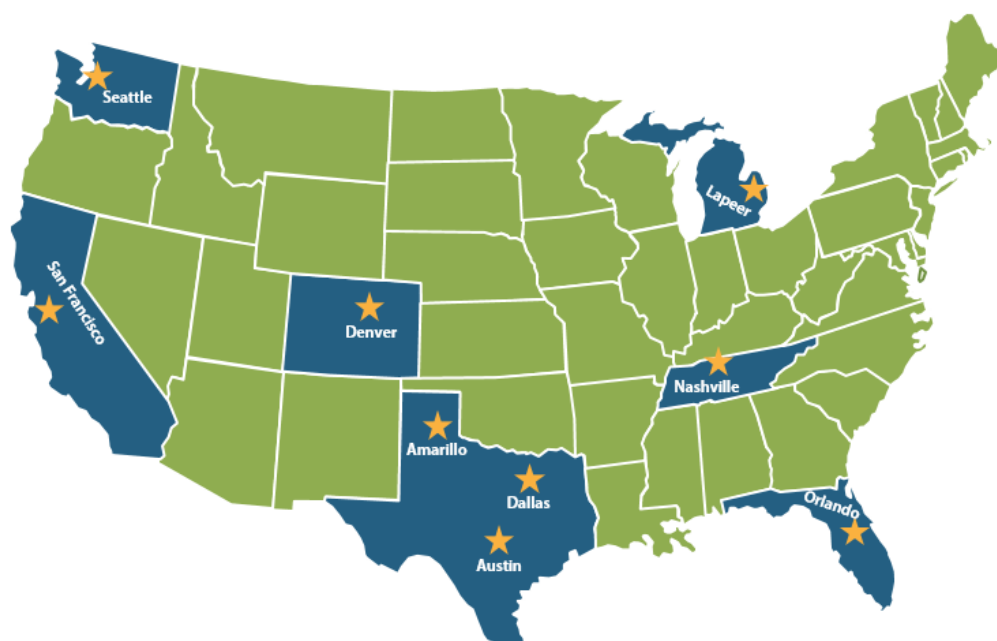 Seattle
Lapeer
San Francisco
Denver
Nashville
Amarillo
Dallas
Orlando
Austin